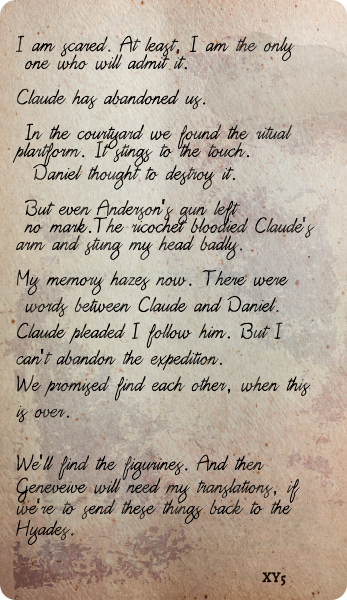 I am scared. At least, I am the only
one who will admit it.
Claude has abandoned us.
In the courtyard we found the ritual
plartform. It stings to the touch.
Daniel thought to destroy it.
But even Anderson's gun left
no mark.The ricochet bloodied Claude's
arm and stung my head badly.
My memory hazes now. There were
words between Claude and Daniel.
Claude pleaded I follow him. But I
can't abandon the expedition.
We promised find each other, when this
is over.
We'll find the figurines. And then
Geneveive will need my translations, if
we're to send these things back to the
Hyades.
XY5